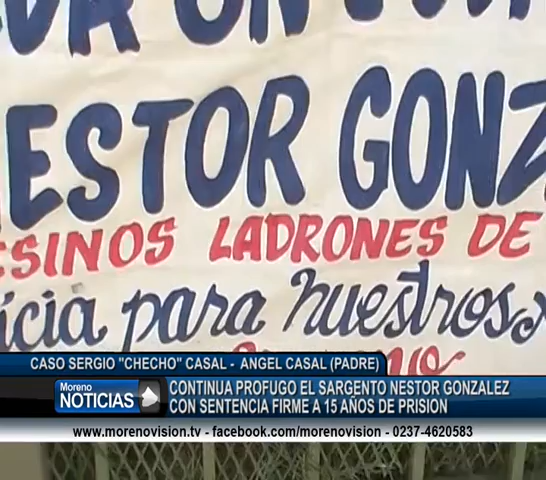 ESTOR GONZ
ESINOS LADRONES DE
icia para nuestros
CASO SERGIO "CHECHO" CASAL - ANGEL CASAL (PADRE)
Moreno
NOTICIAS
CONTINUA PROFUGO EL SARGENTO NESTOR GONZALEZ
CON SENTENCIA FIRME A 15 AÑOS DE PRISION
www.morenovision.tv - facebook.com/morenovision - 0237-4620583